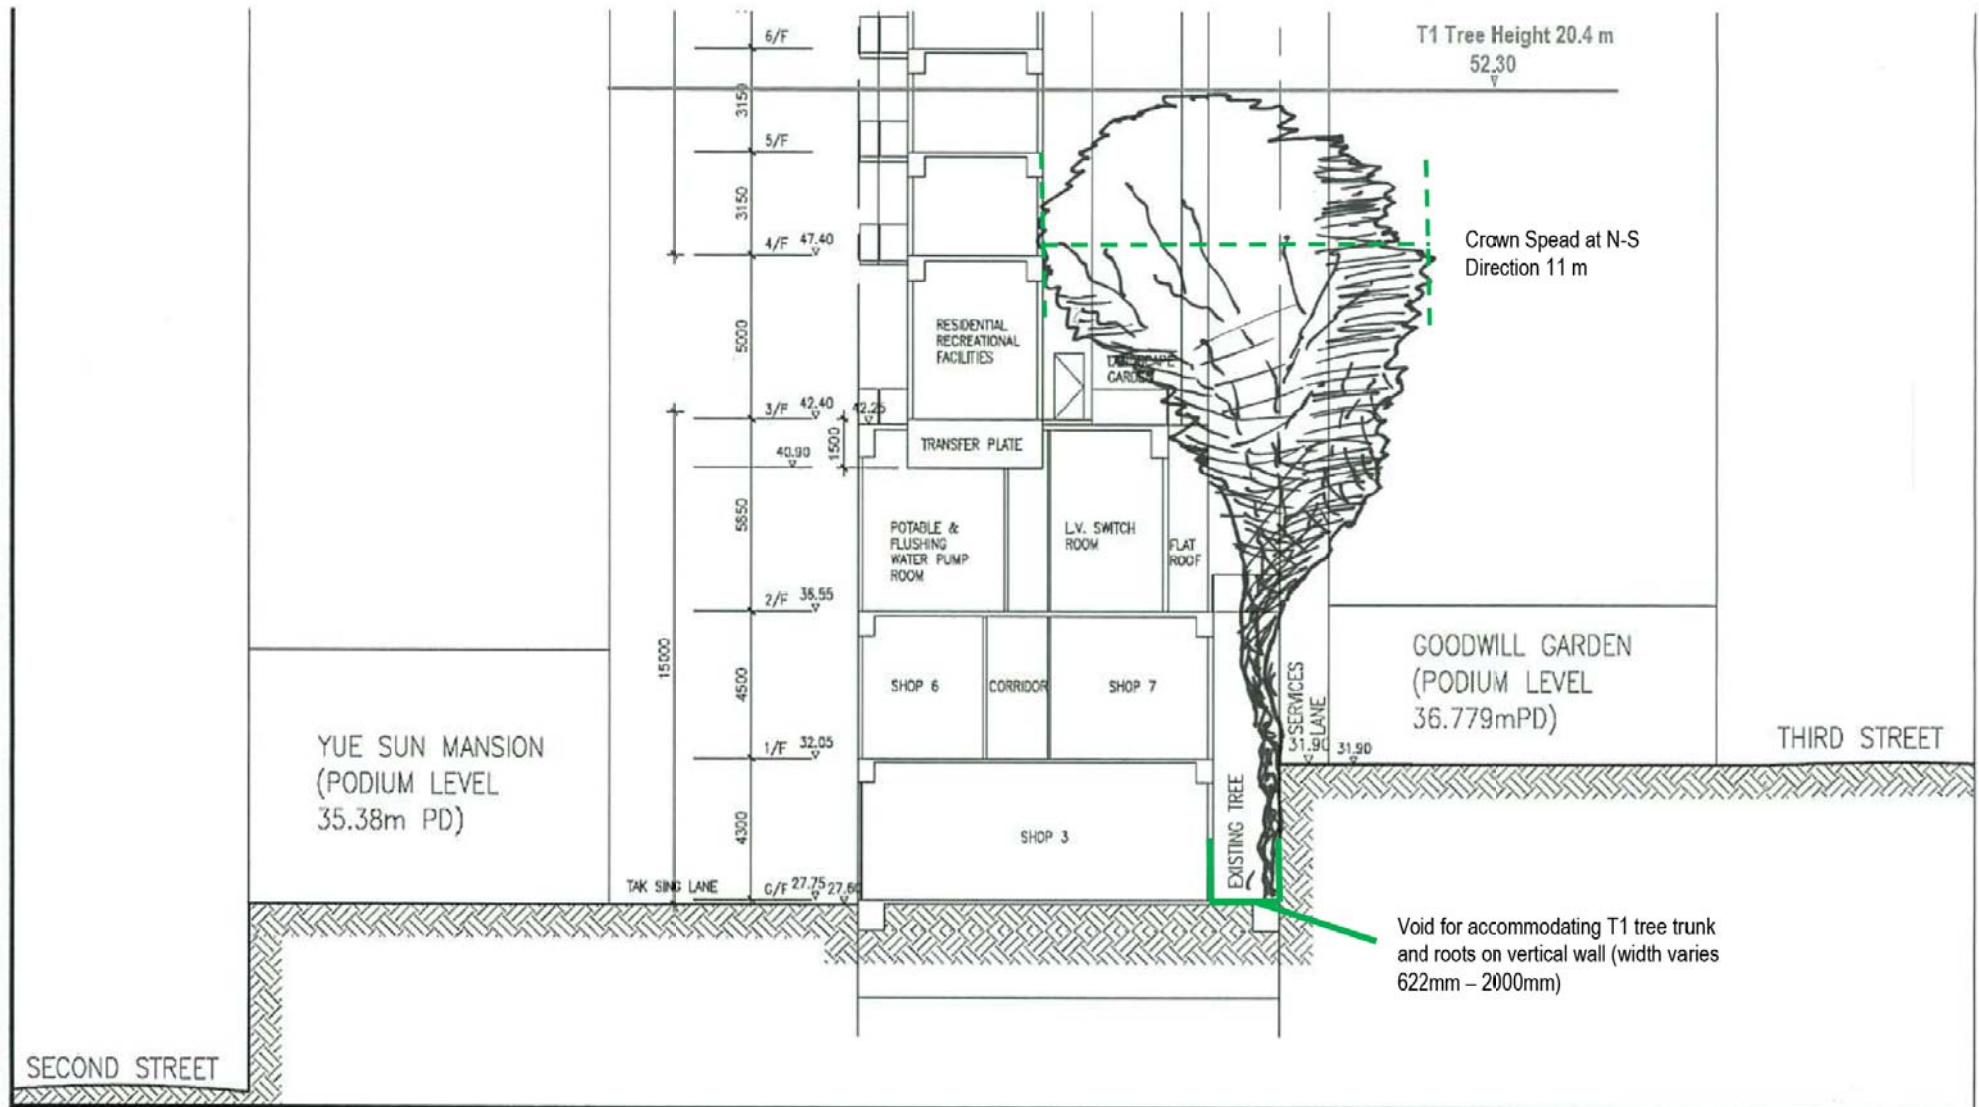 T1 Tree Height 20.4 m
52.30
6/F
3150
5/F
3150
4/F 47.40
Crown Spead at N-S
Direction 11 m
5000
RESIDENTIAL
RECREATIONAL
FACILITIES
LANDSCAPE
GARDEN
3/F 42.40
42.25
1500
TRANSFER PLATE
40.90
5850
POTABLE &
FLUSHING
WATER PUMP
ROOM
L.V. SWITCH
ROOM
FLAT
ROOF
2/F 36.55
15000
4500
SHOP 6
CORRIDOR
SHOP 7
SERVICES
LANE
GOODWILL GARDEN
(PODIUM LEVEL
36.779mPD)
YUE SUN MANSION
(PODIUM LEVEL
35.38m PD)
1/F 32.05
31.90
31.90
THIRD STREET
4300
SHOP 3
EXISTING TREE
TAK SING LANE
G/F 27.75
27.60
Void for accommodating T1 tree trunk
and roots on vertical wall (width varies
622mm – 2000mm)
SECOND STREET